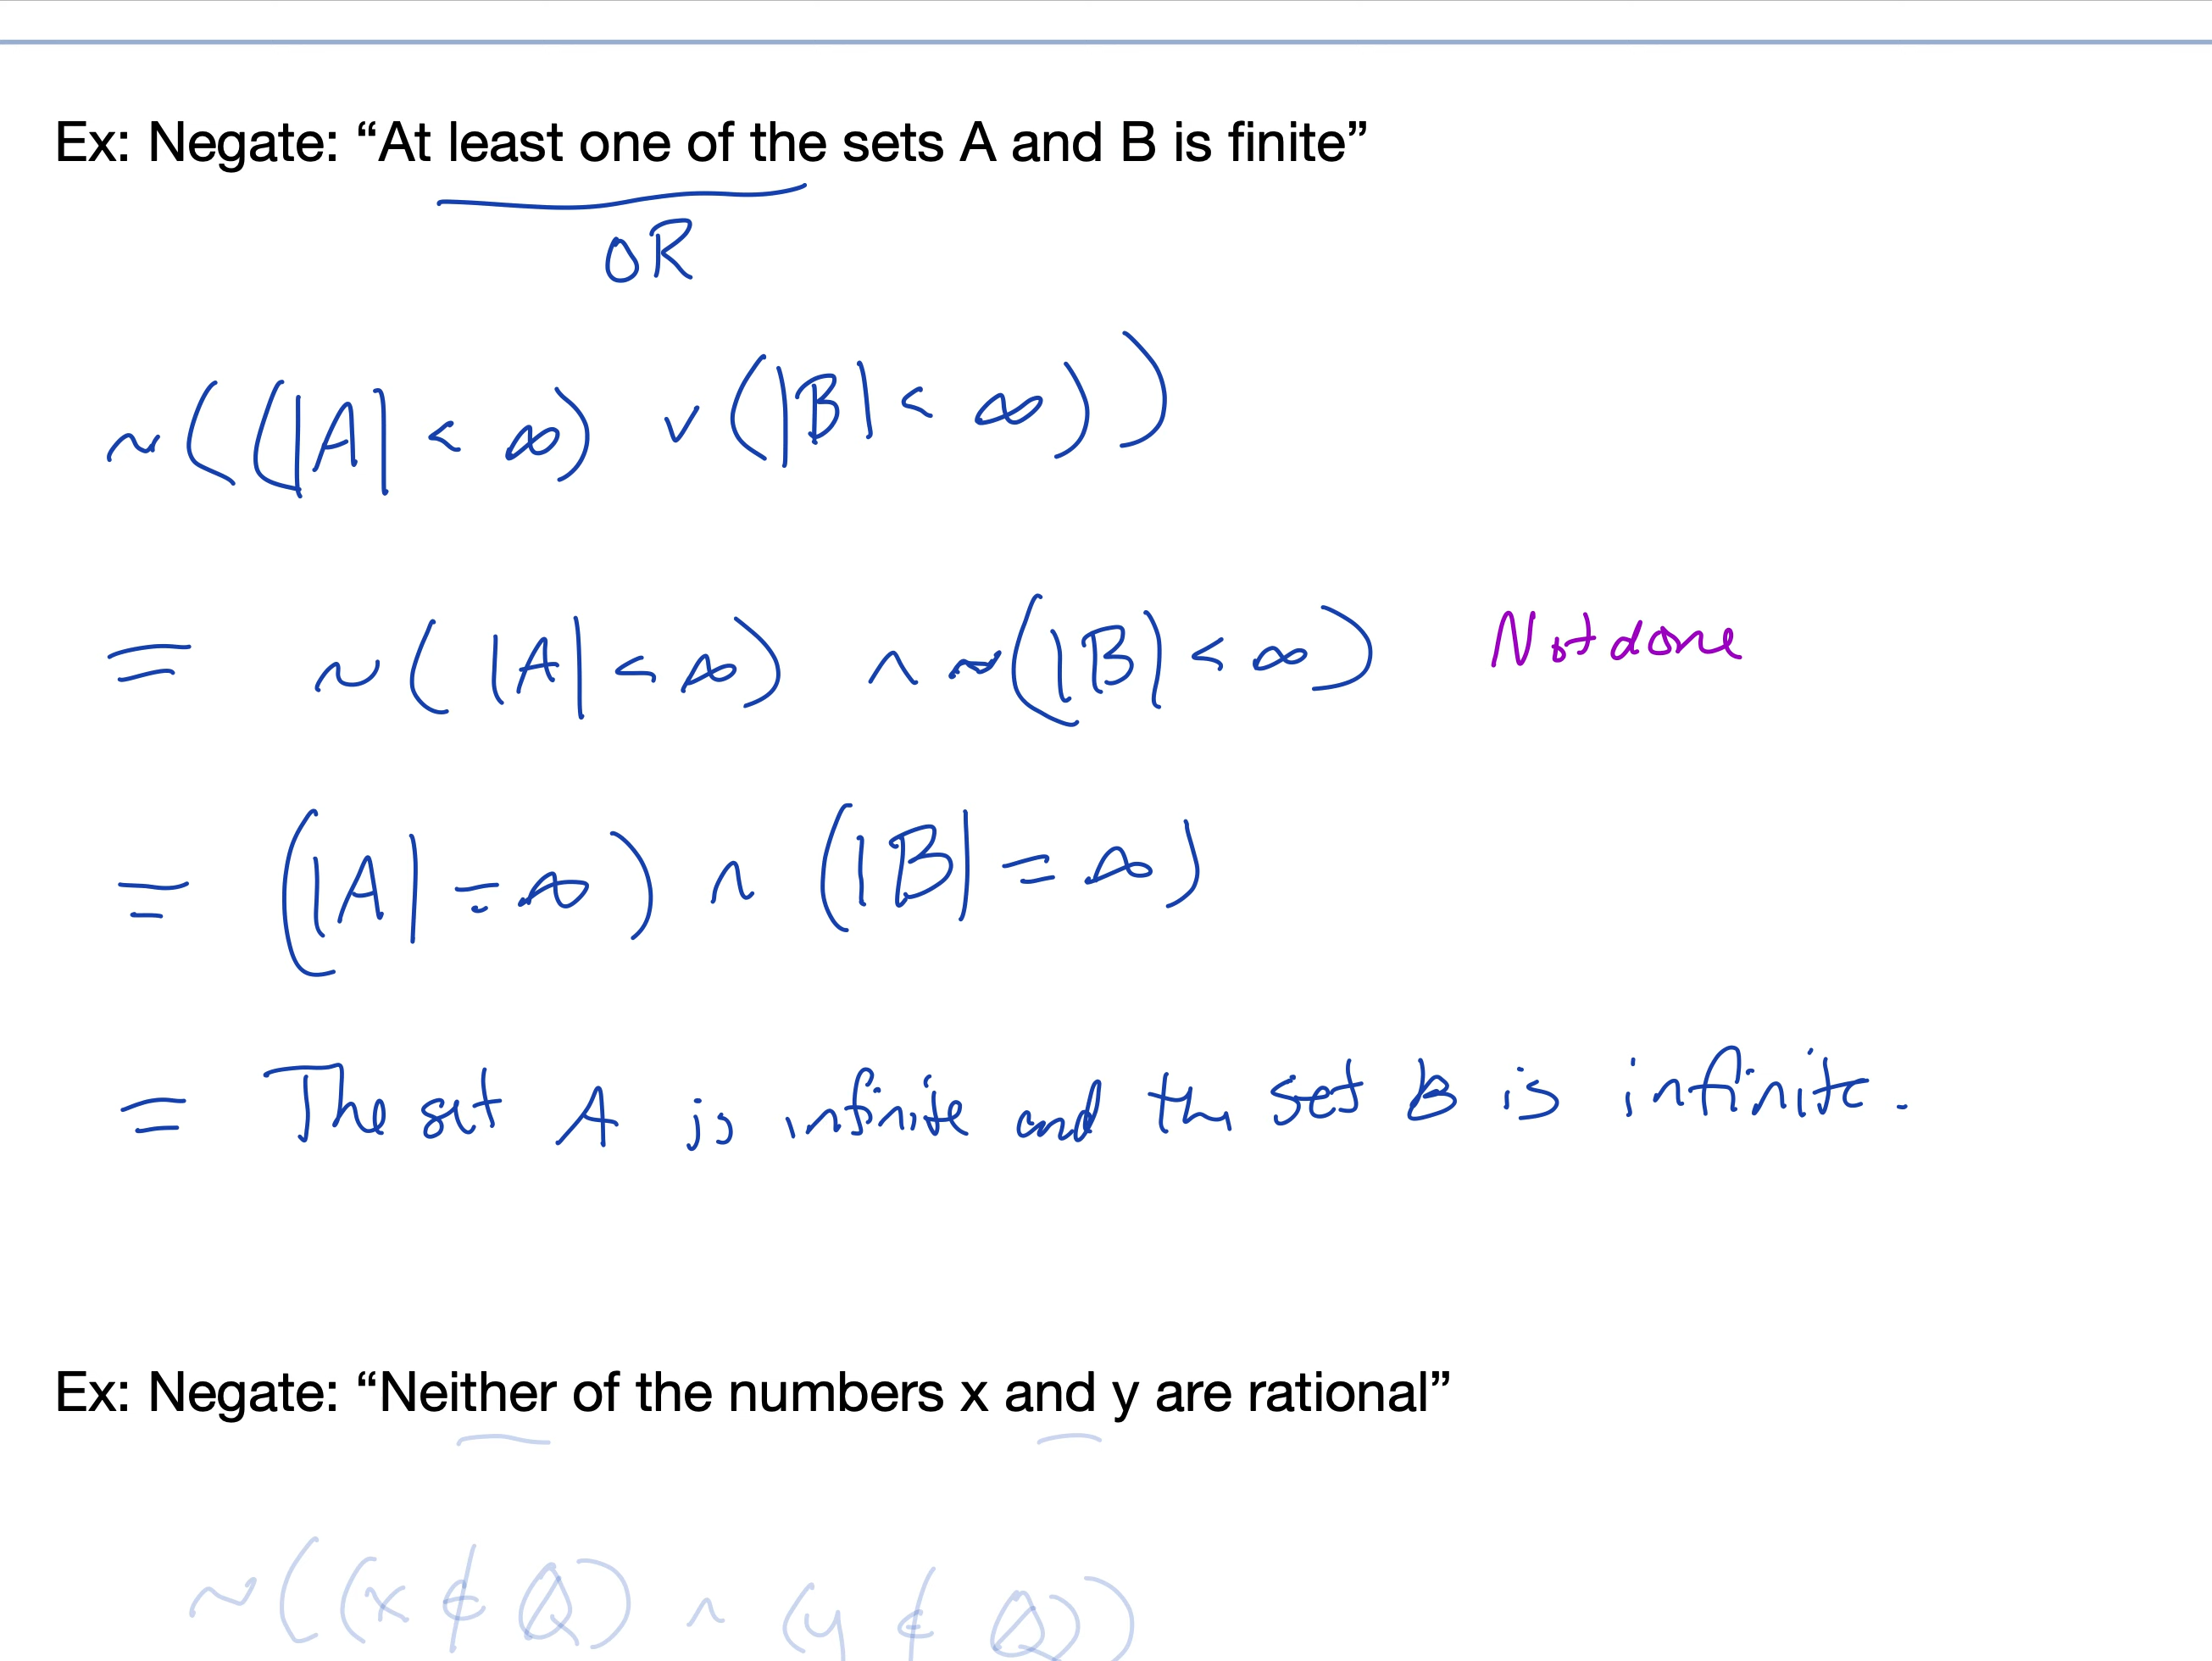 Ex: Negate: “At least one of the sets A and B is finite”
OR
~((|A| < ∞) ∨ (|B| < ∞))
= ~(|A| < ∞) ∧ ~(|B| < ∞) Not done
= (|A| = ∞) ∧ (|B| = ∞)
= The set A is infinite and the set B is infinite.
Ex: Negate: “Neither of the numbers x and y are rational”
~((x ∉ ℚ) ∧ (y ∉ ℚ))